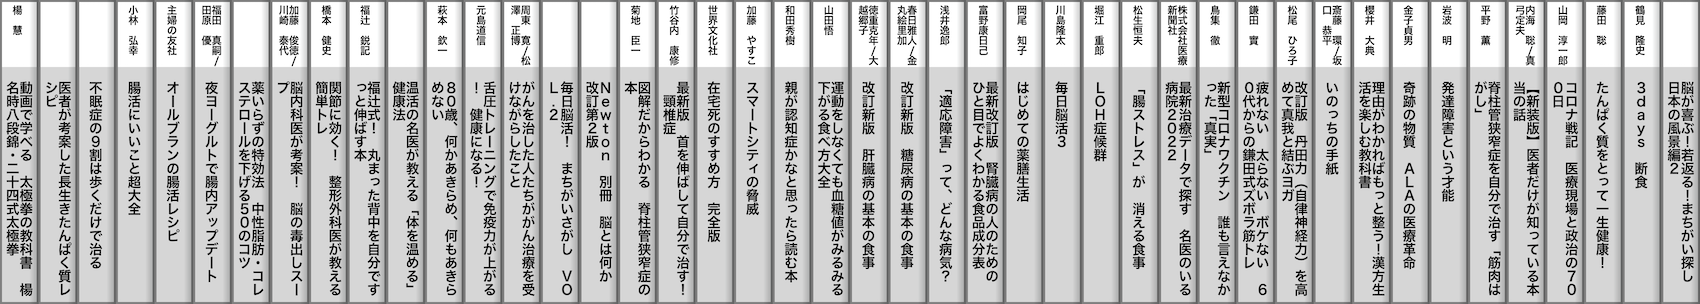 脳が喜ぶ!若返る!まちがい探し
日本の風景編2
鶴見 隆史
3days 断食
藤田 聡
たんぱく質をとって一生健康!
山岡 淳一郎
コロナ戦記 医療現場と政治の70
0日
内海 聡/真
弓定夫
【新装版】医者だけが知っている本
当の話
平野 薫
脊柱管狭窄症を自分で治す「筋肉は
がし」
岩波 明
発達障害という才能
金子貞男
奇跡の物質 ALAの医療革命
櫻井 大典
理由がわかればもっと整う!漢方生
活を楽しむ教科書
斎藤 環/坂
口 恭平
いのっちの手紙
松尾 ひろ子
改訂版 丹田力(自律神経力)を高
めて真我と結ぶヨガ
鎌田 實
疲れない 太らない ボケない 6
0代からの鎌田式ズボラ筋トレ
鳥集 徹
新型コロナワクチン 誰も言えなか
った「真実」
株式会社医療
新聞社
最新治療データで探す 名医のいる
病院2022
松生恒夫
「腸ストレス」が 消える食事
堀江 重郎
LOH症候群
川島隆太
毎日脳活3
岡尾 知子
はじめての薬膳生活
富野康日己
最新改訂版 腎臓病の人のための
ひと目でよくわかる食品成分表
浅井逸郎
「適応障害」って、どんな病気?
春日雅人/金
丸絵里加
改訂新版 糖尿病の基本の食事
徳重克年/大
越郷子
改訂新版 肝臓病の基本の食事
山田悟
運動をしなくても血糖値がみるみる
下がる食べ方大全
和田秀樹
親が認知症かなと思ったら読む本
加藤 やすこ
スマートシティの脅威
世界文化社
在宅死のすすめ方 完全版
竹谷内 康修
最新版 首を伸ばして自分で治す!
頸椎症
菊地 臣一
図解だからわかる 脊柱管狭窄症の
本
Newton 別冊 脳とは何か
改訂第2版
毎日脳活! まちがいさがし VO
L.2
周東 寛/松
澤 正博
がんを治した人たちががん治療を受
けながらしたこと
元島道信
舌圧トレーニングで免疫力が上がる
! 健康になる!
萩本 欽一
80歳、何かあきらめ、何もあきら
めない
温活の名医が教える「体を温める」
健康法
福辻 鋭記
福辻式! 丸まった背中を自分です
っと伸ばす本
橋本 健史
関節に効く! 整形外科医が教える
簡単トレ
加藤 俊徳/
川崎 泰代
脳内科医が考案! 脳の毒出しスー
プ
薬いらずの特効法 中性脂肪・コレ
ステロールを下げる50のコツ
福田 真嗣/
田原 優
夜ヨーグルトで腸内アップデート
主婦の友社
オールブランの腸活レシピ
小林 弘幸
腸活にいいこと超大全
不眠症の9割は歩くだけで治る
医者が考案した長生きたんぱく質レ
シピ
楊 慧
動画で学べる 太極拳の教科書 楊
名時八段錦・二十四式太極拳